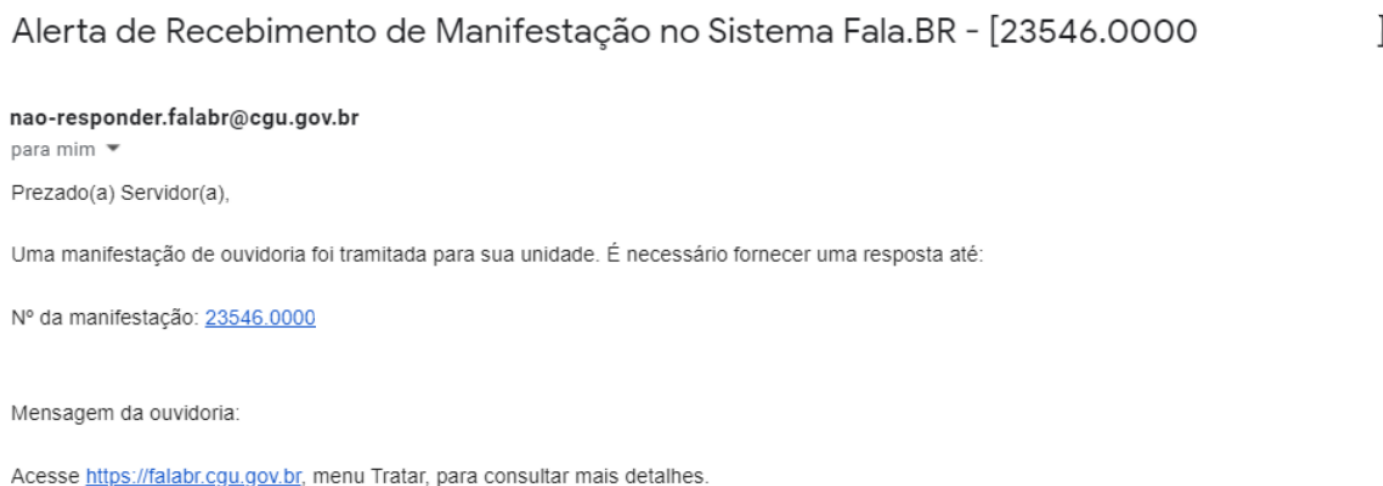 Alerta de Recebimento de Manifestação no Sistema Fala.BR - [23546.0000 ]
nao-responder.falabr@cgu.gov.br
para mim
Prezado(a) Servidor(a),
Uma manifestação de ouvidoria foi tramitada para sua unidade. É necessário fornecer uma resposta até:
Nº da manifestação: 23546.0000
Mensagem da ouvidoria:
Acesse https://falabr.cgu.gov.br, menu Tratar, para consultar mais detalhes.